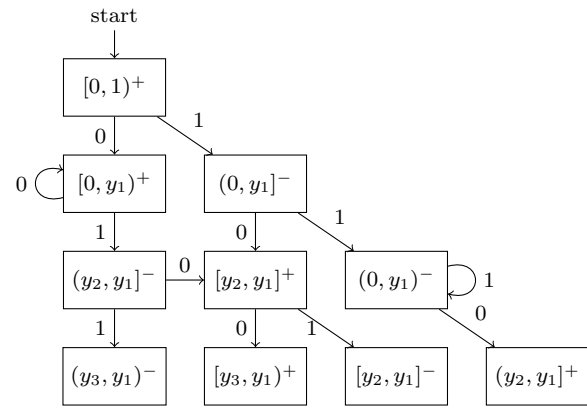 start
[0, 1)⁺
0 1
0 [0, y₁)⁺ (0, y₁]⁻
1 0 1
(y₂, y₁]⁻ 0 [y₂, y₁]⁺ (0, y₁)⁻ 1
1 0 1 0
(y₃, y₁)⁻ [y₃, y₁)⁺ [y₂, y₁]⁻ (y₂, y₁]⁺